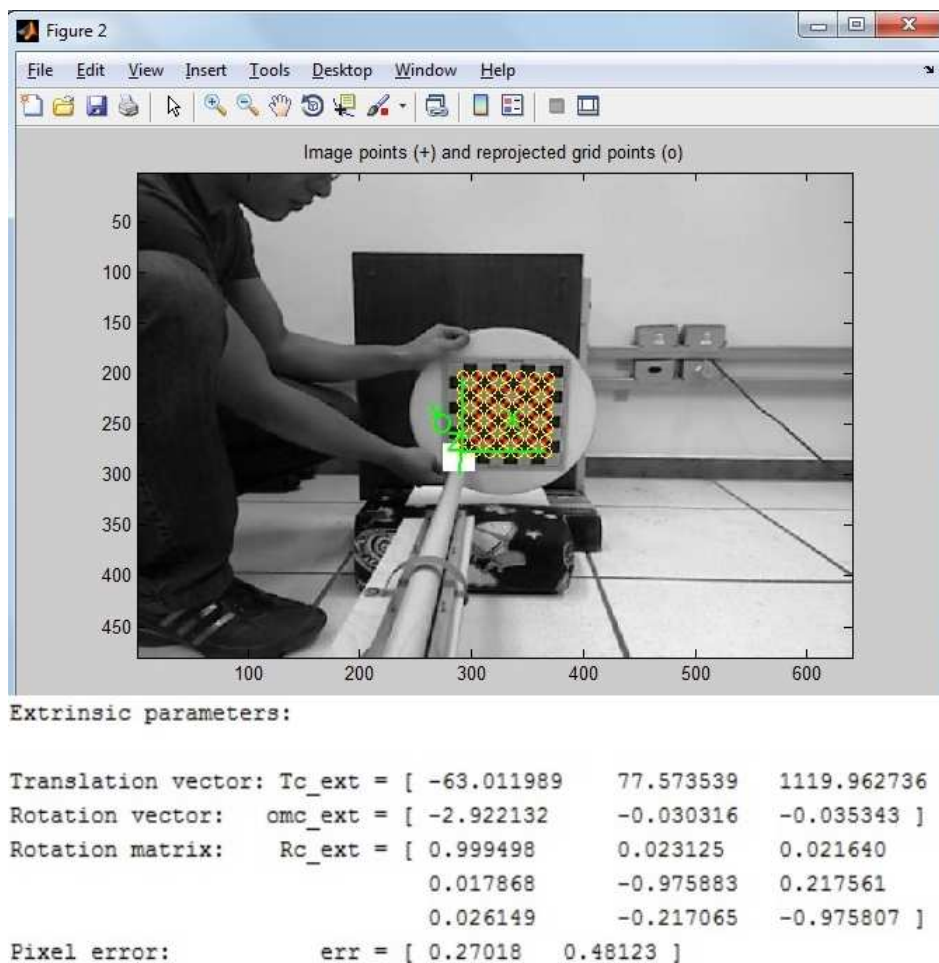 Figure 2
File Edit View Insert Tools Desktop Window Help
Image points (+) and reprojected grid points (o)
50
100
150
200
250
300
350
400
450
100 200 300 400 500 600
O
X
Z
Extrinsic parameters:
Translation vector: Tc_ext = [ -63.011989 77.573539 1119.962736
Rotation vector: omc_ext = [ -2.922132 -0.030316 -0.035343 ]
Rotation matrix: Rc_ext = [ 0.999498 0.023125 0.021640
0.017868 -0.975883 0.217561
0.026149 -0.217065 -0.975807 ]
Pixel error: err = [ 0.27018 0.48123 ]